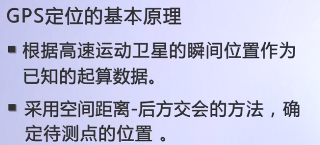 GPS定位的基本原理
▪ 根据高速运动卫星的瞬间位置作为
已知的起算数据。
▪ 采用空间距离-后方交会的方法，确
定待测点的位置 。